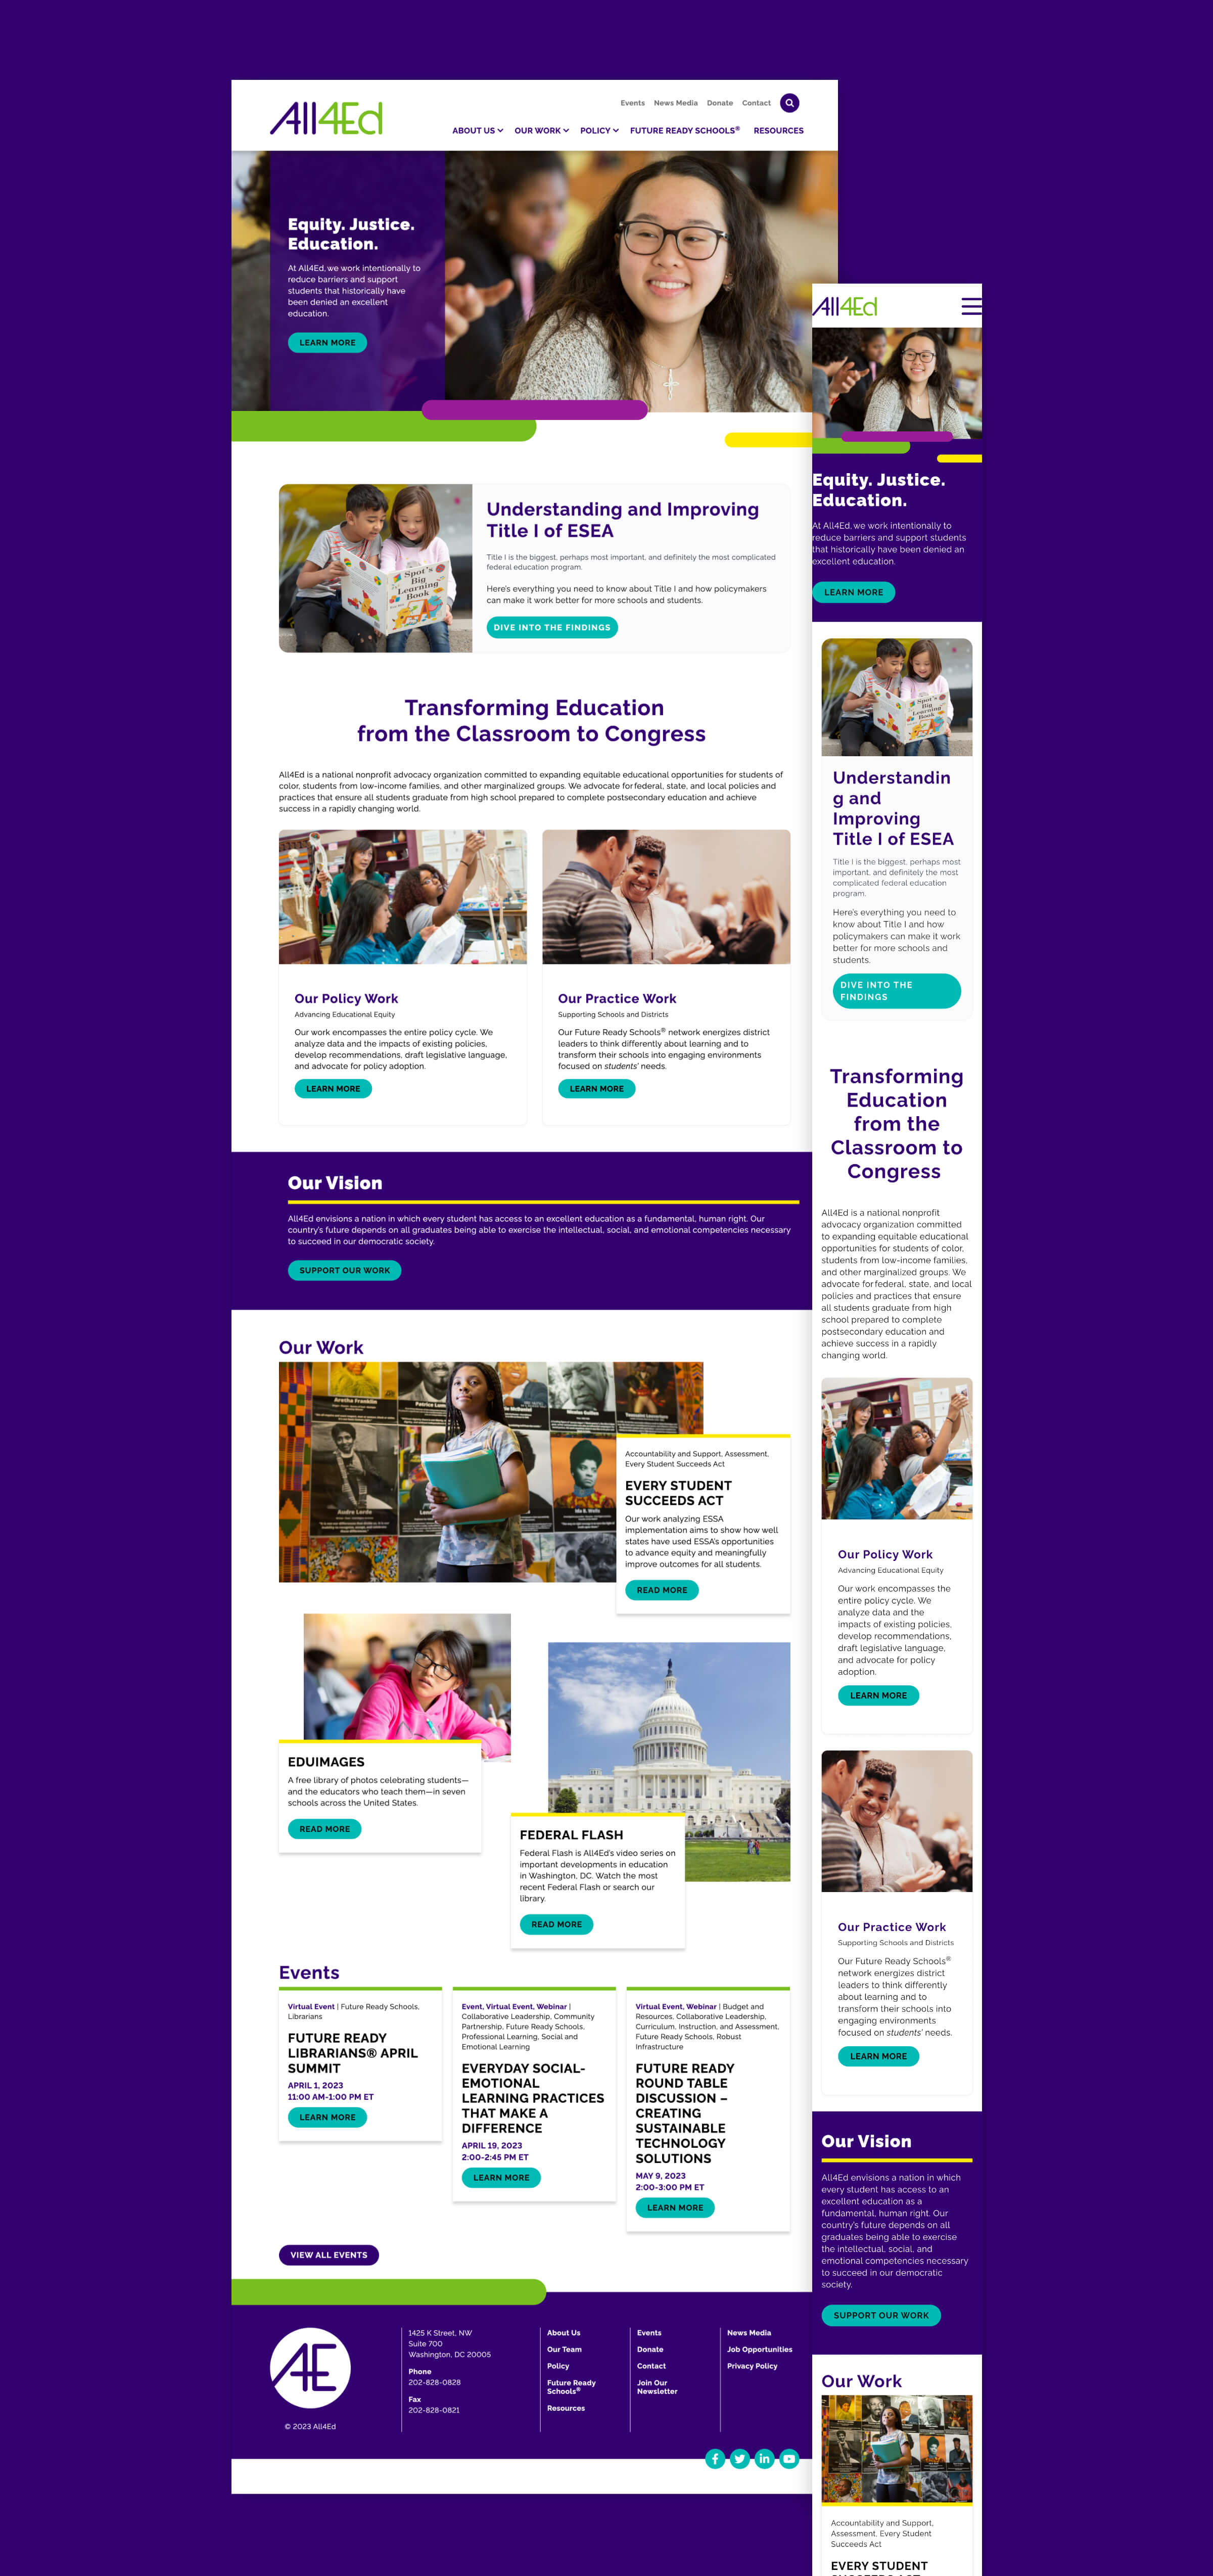 All4Ed
Events News Media Donate Contact
ABOUT US OUR WORK POLICY FUTURE READY SCHOOLS® RESOURCES
Equity. Justice.
Education.
At All4Ed, we work intentionally to
reduce barriers and support
students that historically have
been denied an excellent
education.
LEARN MORE
Spot's
Big
Learning
Book
Understanding and Improving
Title I of ESEA
Title I is the biggest, perhaps most important, and definitely the most complicated
federal education program.
Here's everything you need to know about Title I and how policymakers
can make it work better for more schools and students.
DIVE INTO THE FINDINGS
Transforming Education
from the Classroom to Congress
All4Ed is a national nonprofit advocacy organization committed to expanding equitable educational opportunities for students of
color, students from low-income families, and other marginalized groups. We advocate for federal, state, and local policies and
practices that ensure all students graduate from high school prepared to complete postsecondary education and achieve
success in a rapidly changing world.
Our Policy Work
Advancing Educational Equity
Our work encompasses the entire policy cycle. We
analyze data and the impacts of existing policies,
develop recommendations, draft legislative language,
and advocate for policy adoption.
LEARN MORE
Our Practice Work
Supporting Schools and Districts
Our Future Ready Schools® network energizes district
leaders to think differently about learning and to
transform their schools into engaging environments
focused on students' needs.
LEARN MORE
Our Vision
All4Ed envisions a nation in which every student has access to an excellent education as a fundamental, human right. Our
country's future depends on all graduates being able to exercise the intellectual, social, and emotional competencies necessary
to succeed in our democratic society.
SUPPORT OUR WORK
Our Work
Aretha Franklin
Audre Lorde
Ida B. Wells
Accountability and Support, Assessment,
Every Student Succeeds Act
EVERY STUDENT
SUCCEEDS ACT
Our work analyzing ESSA
implementation aims to show how well
states have used ESSA's opportunities
to advance equity and meaningfully
improve outcomes for all students.
READ MORE
EDUIMAGES
A free library of photos celebrating students—
and the educators who teach them—in seven
schools across the United States.
READ MORE
FEDERAL FLASH
Federal Flash is All4Ed's video series on
important developments in education
in Washington, DC. Watch the most
recent Federal Flash or search our
library.
READ MORE
Events
Virtual Event | Future Ready Schools,
Librarians
FUTURE READY
LIBRARIANS® APRIL
SUMMIT
APRIL 1, 2023
11:00 AM-1:00 PM ET
LEARN MORE
Event, Virtual Event, Webinar |
Collaborative Leadership, Community
Partnership, Future Ready Schools,
Professional Learning, Social and
Emotional Learning
EVERYDAY SOCIAL-
EMOTIONAL
LEARNING PRACTICES
THAT MAKE A
DIFFERENCE
APRIL 19, 2023
2:00-2:45 PM ET
LEARN MORE
Virtual Event, Webinar | Budget and
Resources, Collaborative Leadership,
Curriculum, Instruction, and Assessment,
Future Ready Schools, Robust
Infrastructure
FUTURE READY
ROUND TABLE
DISCUSSION –
CREATING
SUSTAINABLE
TECHNOLOGY
SOLUTIONS
MAY 9, 2023
2:00-3:00 PM ET
LEARN MORE
VIEW ALL EVENTS
AE
© 2023 All4Ed
1425 K Street, NW
Suite 700
Washington, DC 20005
Phone
202-828-0828
Fax
202-828-0821
About Us
Our Team
Policy
Future Ready
Schools®
Resources
Events
Donate
Contact
Join Our
Newsletter
News Media
Job Opportunities
Privacy Policy
All4Ed
Equity. Justice.
Education.
At All4Ed, we work intentionally to
reduce barriers and support students
that historically have been denied an
excellent education.
LEARN MORE
Spot's
Big
Learning
Book
Understandin
g and
Improving
Title I of ESEA
Title I is the biggest, perhaps most
important, and definitely the most
complicated federal education
program.
Here's everything you need to
know about Title I and how
policymakers can make it work
better for more schools and
students.
DIVE INTO THE
FINDINGS
Transforming
Education
from the
Classroom to
Congress
All4Ed is a national nonprofit
advocacy organization committed
to expanding equitable educational
opportunities for students of color,
students from low-income families,
and other marginalized groups. We
advocate for federal, state, and local
policies and practices that ensure
all students graduate from high
school prepared to complete
postsecondary education and
achieve success in a rapidly
changing world.
Our Policy Work
Advancing Educational Equity
Our work encompasses the
entire policy cycle. We
analyze data and the
impacts of existing policies,
develop recommendations,
draft legislative language,
and advocate for policy
adoption.
LEARN MORE
Our Practice Work
Supporting Schools and Districts
Our Future Ready Schools®
network energizes district
leaders to think differently
about learning and to
transform their schools into
engaging environments
focused on students' needs.
LEARN MORE
Our Vision
All4Ed envisions a nation in which
every student has access to an
excellent education as a
fundamental, human right. Our
country's future depends on all
graduates being able to exercise
the intellectual, social, and
emotional competencies necessary
to succeed in our democratic
society.
SUPPORT OUR WORK
Our Work
Accountability and Support,
Assessment, Every Student
Succeeds Act
EVERY STUDENT